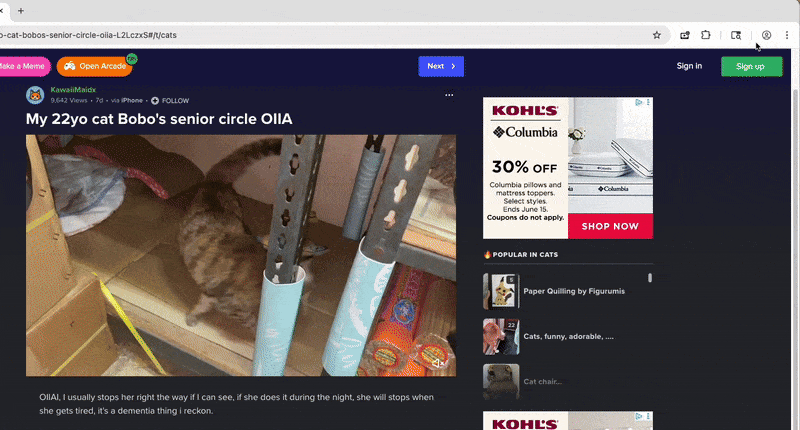 o-cat-bobos-senior-circle-oiia-L2LczxS#/t/cats
Make a Meme
Open Arcade
Next
Sign in
Sign up
KawaiiMaidx
9,642 Views • 7d • via iPhone • FOLLOW
My 22yo cat Bobo's senior circle OIIA
OIIAI, I usually stops her right the way if I can see, if she does it during the night, she will stops when
she gets tired, it's a dementia thing i reckon.
KOHL'S
Columbia
30% OFF
Columbia pillows and
mattress toppers.
Select styles.
Ends June 15.
Coupons do not apply.
SHOP NOW
POPULAR IN CATS
5
Paper Quilling by Figurumis
22
Cats, funny, adorable, ....
Cat chair...
KOHL'S